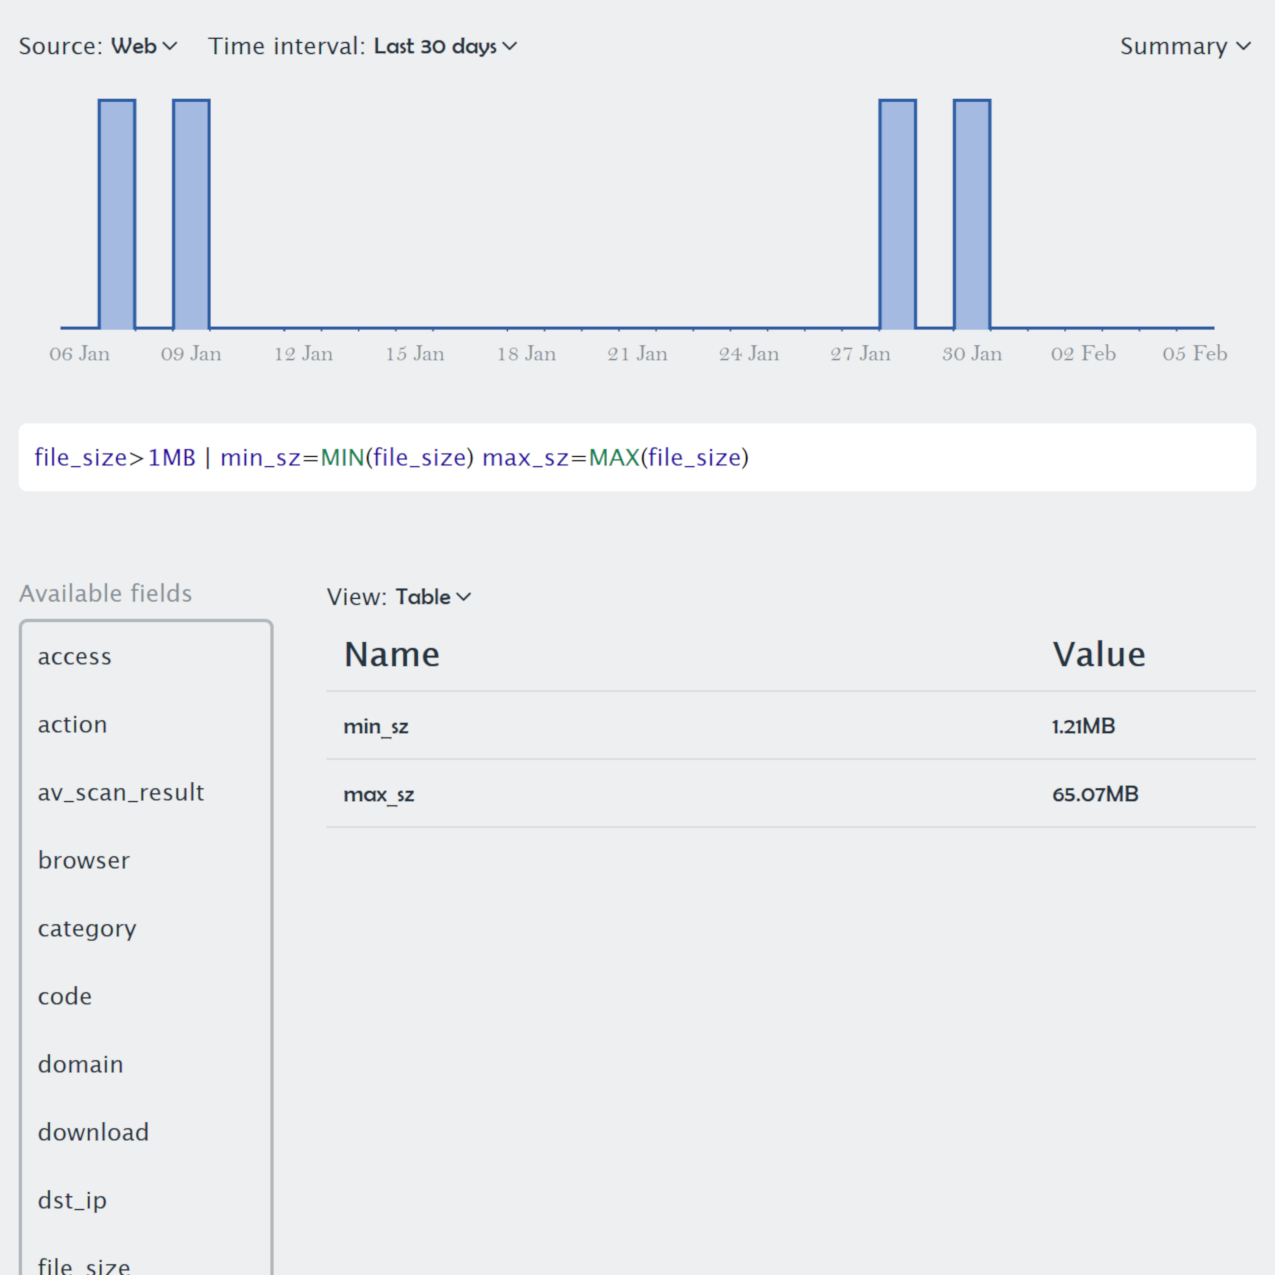 Source: Web Time interval: Last 30 days Summary
06 Jan 09 Jan 12 Jan 15 Jan 18 Jan 21 Jan 24 Jan 27 Jan 30 Jan 02 Feb 05 Feb
file_size>1MB | min_sz=MIN(file_size) max_sz=MAX(file_size)
Available fields
access
action
av_scan_result
browser
category
code
domain
download
dst_ip
file_size
View: Table
Name Value
min_sz 1.21MB
max_sz 65.07MB